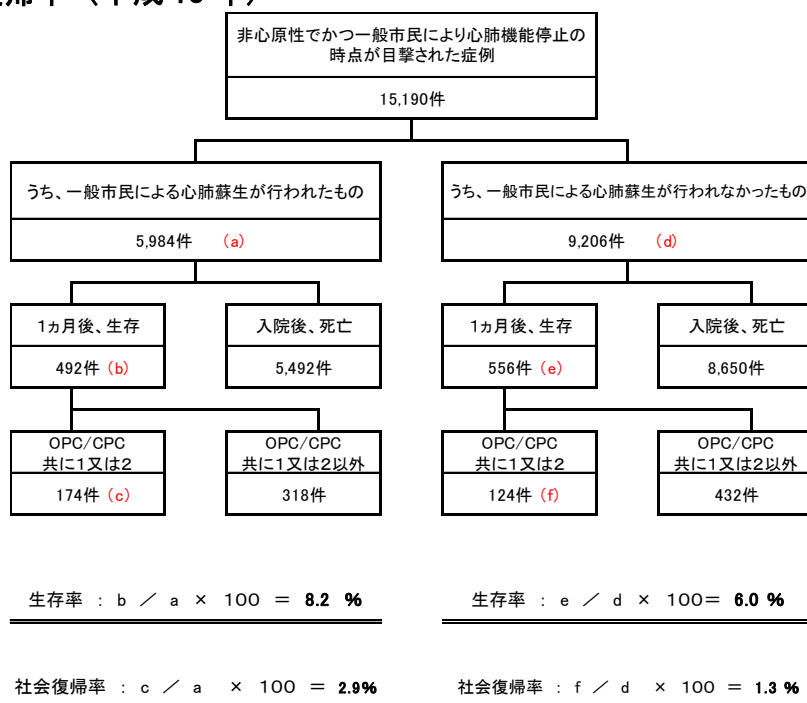 非心原性でかつ一般市民により心肺機能停止の
時点が目撃された症例
15,190件
うち、一般市民による心肺蘇生が行われたもの
うち、一般市民による心肺蘇生が行われなかったもの
5,984件 (a)
9,206件 (d)
1ヵ月後、生存
入院後、死亡
1ヵ月後、生存
入院後、死亡
492件 (b)
5,492件
556件 (e)
8,650件
OPC/CPC
共に1又は2
OPC/CPC
共に1又は2以外
OPC/CPC
共に1又は2
OPC/CPC
共に1又は2以外
174件 (c)
318件
124件 (f)
432件
生存率 : b / a × 100 = 8.2 %
生存率 : e / d × 100= 6.0 %
社会復帰率 : c / a × 100 = 2.9%
社会復帰率 : f / d × 100 = 1.3 %